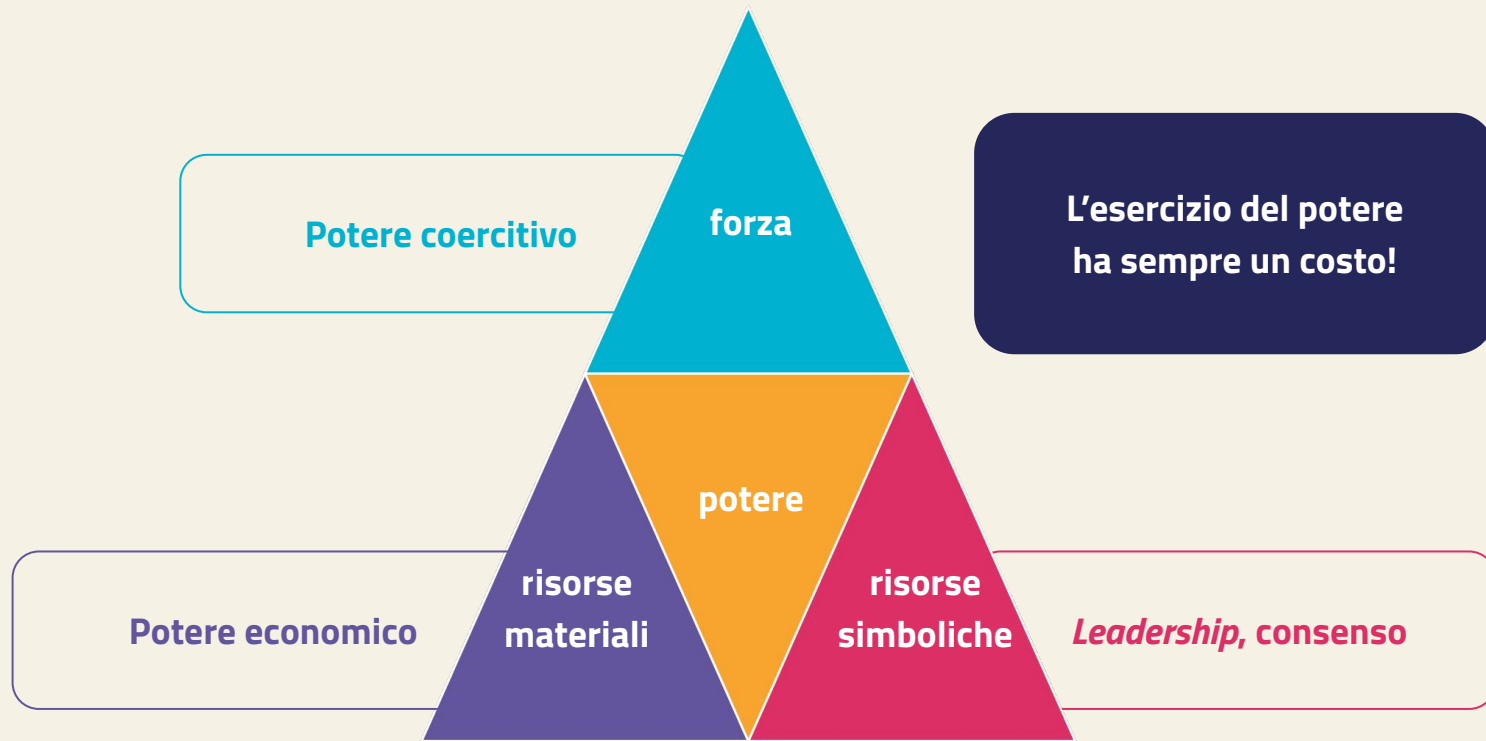 forza
Potere coercitivo
L’esercizio del potere
ha sempre un costo!
potere
risorse
materiali
Potere economico
risorse
simboliche
Leadership, consenso